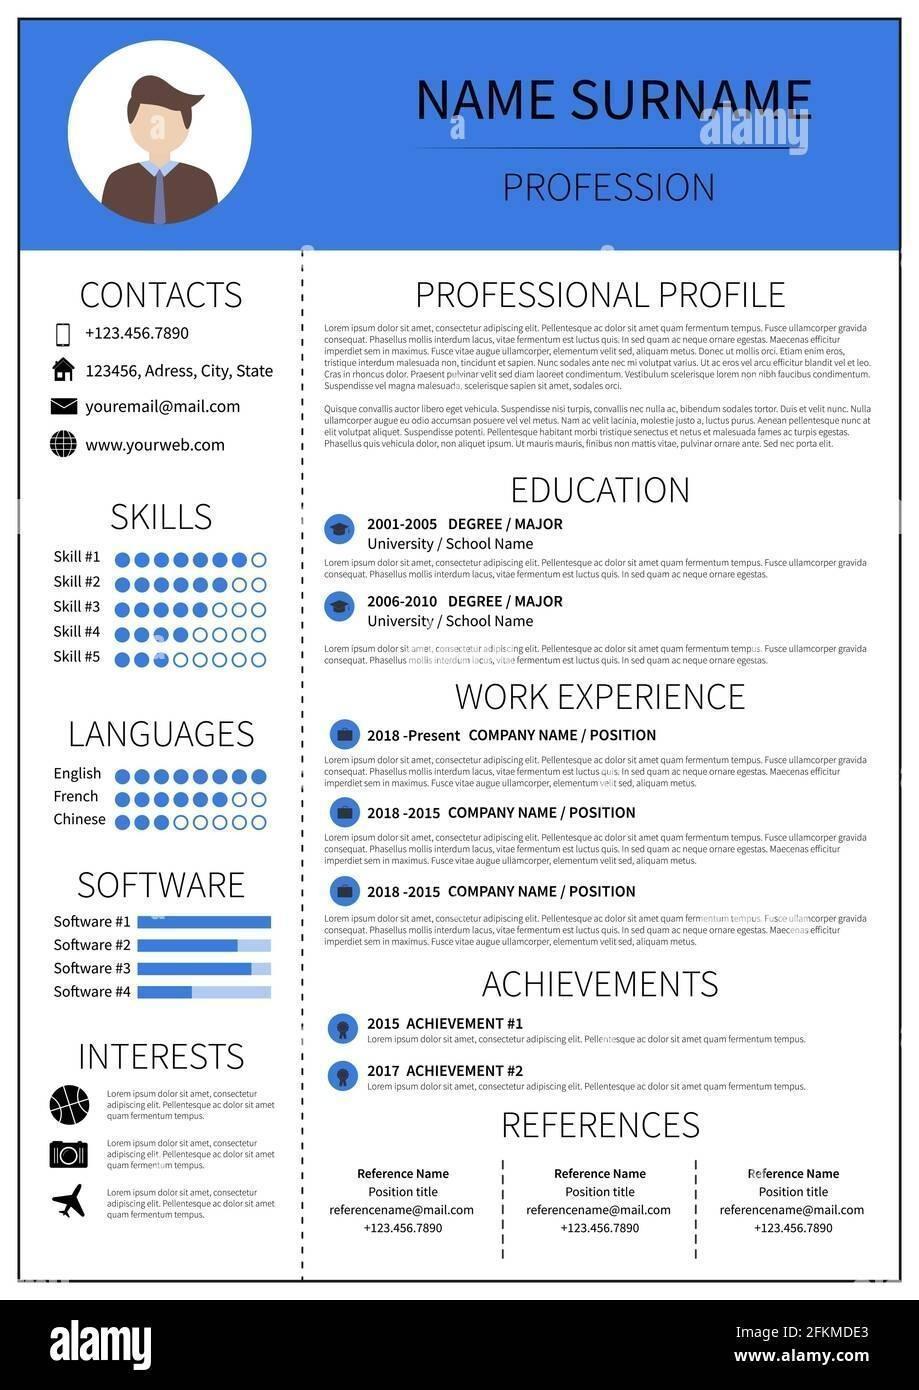 NAME SURNAME
PROFESSION
CONTACTS
+123.456.7890
123456, Adress, City, State
youremail@mail.com
www.yourweb.com
SKILLS
Skill #1
Skill #2
Skill #3
Skill #4
Skill #5
LANGUAGES
English
French
Chinese
SOFTWARE
Software #1
Software #2
Software #3
Software #4
INTERESTS
Lorem ipsum dolor sit amet, consectetur
adipiscing elit. Pellentesque ac dolor sit amet
quam fermentum tempus.
Lorem ipsum dolor sit amet, consectetur
adipiscing elit. Pellentesque ac dolor sit amet
quam fermentum tempus.
Lorem ipsum dolor sit amet, consectetur
adipiscing elit. Pellentesque ac dolor sit amet
quam fermentum tempus.
PROFESSIONAL PROFILE
Lorem ipsum dolor sit amet, consectetur adipiscing elit. Pellentesque ac dolor sit amet quam fermentum tempus. Fusce ullamcorper gravida
consequat. Phasellus mollis interdum lacus, vitae fermentum est luctus quis. In sed quam ac neque ornare egestas. Maecenas efficitur
imperdiet sem in maximus. Fusce vitae augue ullamcorper, elementum velit sed, aliquam metus. Donec ut mollis orci. Etiam enim eros,
tristique interdum malesuada non, tincidunt et sapien. Nunc sodales ante nec mi volutpat varius. Ut ac eros vel arcu efficitur blandit vel et leo.
Cras in rhoncus dolor. Praesent pulvinar velit sed diam laoreet condimentum. Vestibulum scelerisque lorem non nibh faucibus condimentum.
Suspendisse vel magna malesuada, scelerisque sapien sit amet, sodales orci.
Quisque convallis auctor libero eget vehicula. Suspendisse nisi turpis, convallis nec nulla ac, bibendum sodales tortor. Duis et velit nunc. Nulla
ullamcorper augue eu odio accumsan posuere vel vel metus. Nam ac velit lacinia, molestie justo a, luctus purus. Aenean pellentesque nunc at
elit volutpat aliquet. Suspendisse potenti. Pellentesque habitant morbi tristique senectus et netus et malesuada fames ac turpis egestas.
Phasellus quis vehicula dolor, non aliquet ipsum. Ut mauris mauris, finibus non mattis vitae, pulvinar ornare ante. Sed nec porta elit.
EDUCATION
2001-2005 DEGREE / MAJOR
University / School Name
Lorem ipsum dolor sit amet, consectetur adipiscing elit. Pellentesque ac dolor sit amet quam fermentum tempus. Fusce ullamcorper gravida
consequat. Phasellus mollis interdum lacus, vitae fermentum est luctus quis. In sed quam ac neque ornare egestas.
2006-2010 DEGREE / MAJOR
University / School Name
Lorem ipsum dolor sit amet, consectetur adipiscing elit. Pellentesque ac dolor sit amet quam fermentum tempus. Fusce ullamcorper gravida
consequat. Phasellus mollis interdum lacus, vitae fermentum est luctus quis. In sed quam ac neque ornare egestas.
WORK EXPERIENCE
2018 -Present COMPANY NAME / POSITION
Lorem ipsum dolor sit amet, consectetur adipiscing elit. Pellentesque ac dolor sit amet quam fermentum tempus. Fusce ullamcorper gravida
consequat. Phasellus mollis interdum lacus, vitae fermentum est luctus quis. In sed quam ac neque ornare egestas. Maecenas efficitur
imperdiet sem in maximus. Fusce vitae augue ullamcorper, elementum velit sed, aliquam metus.
2018 -2015 COMPANY NAME / POSITION
Lorem ipsum dolor sit amet, consectetur adipiscing elit. Pellentesque ac dolor sit amet quam fermentum tempus. Fusce ullamcorper gravida
consequat. Phasellus mollis interdum lacus, vitae fermentum est luctus quis. In sed quam ac neque ornare egestas. Maecenas efficitur
imperdiet sem in maximus. Fusce vitae augue ullamcorper, elementum velit sed, aliquam metus.
2018 -2015 COMPANY NAME / POSITION
Lorem ipsum dolor sit amet, consectetur adipiscing elit. Pellentesque ac dolor sit amet quam fermentum tempus. Fusce ullamcorper gravida
consequat. Phasellus mollis interdum lacus, vitae fermentum est luctus quis. In sed quam ac neque ornare egestas. Maecenas efficitur
imperdiet sem in maximus. Fusce vitae augue ullamcorper, elementum velit sed, aliquam metus.
ACHIEVEMENTS
2015 ACHIEVEMENT #1
Lorem ipsum dolor sit amet, consectetur adipiscing elit. Pellentesque ac dolor sit amet quam fermentum tempus.
2017 ACHIEVEMENT #2
Lorem ipsum dolor sit amet, consectetur adipiscing elit. Pellentesque ac dolor sit amet quam fermentum tempus.
REFERENCES
Reference Name
Position title
referencename@mail.com
+123.456.7890
Reference Name
Position title
referencename@mail.com
+123.456.7890
Reference Name
Position title
referencename@mail.com
+123.456.7890
a
a
alamy
a
a
alamy
Image ID: 2FKMDE3
www.alamy.com